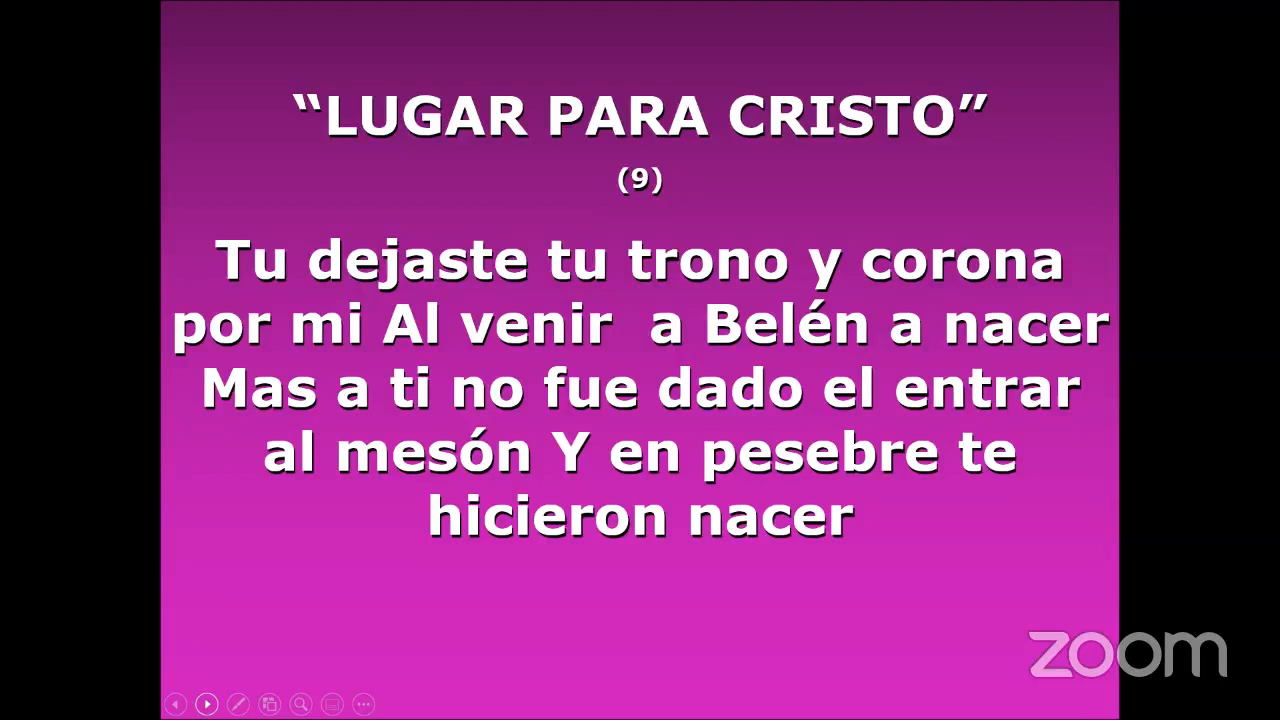 “LUGAR PARA CRISTO”
(9)
Tu dejaste tu trono y corona
por mi Al venir  a Belén a nacer
Mas a ti no fue dado el entrar
al mesón Y en pesebre te
hicieron nacer
zoom